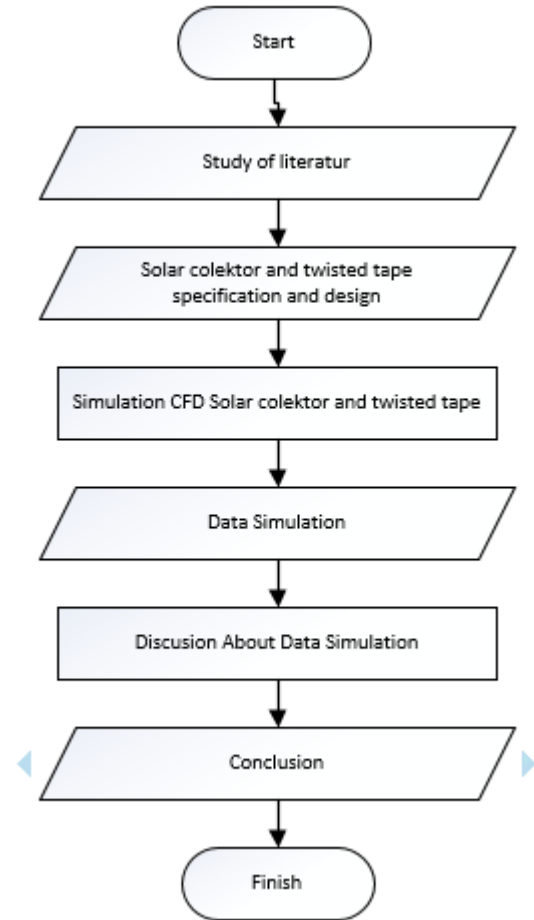 Start
Study of literatur
Solar colektor and twisted tape
specification and design
Simulation CFD Solar colektor and twisted tape
Data Simulation
Discusion About Data Simulation
Conclusion
Finish